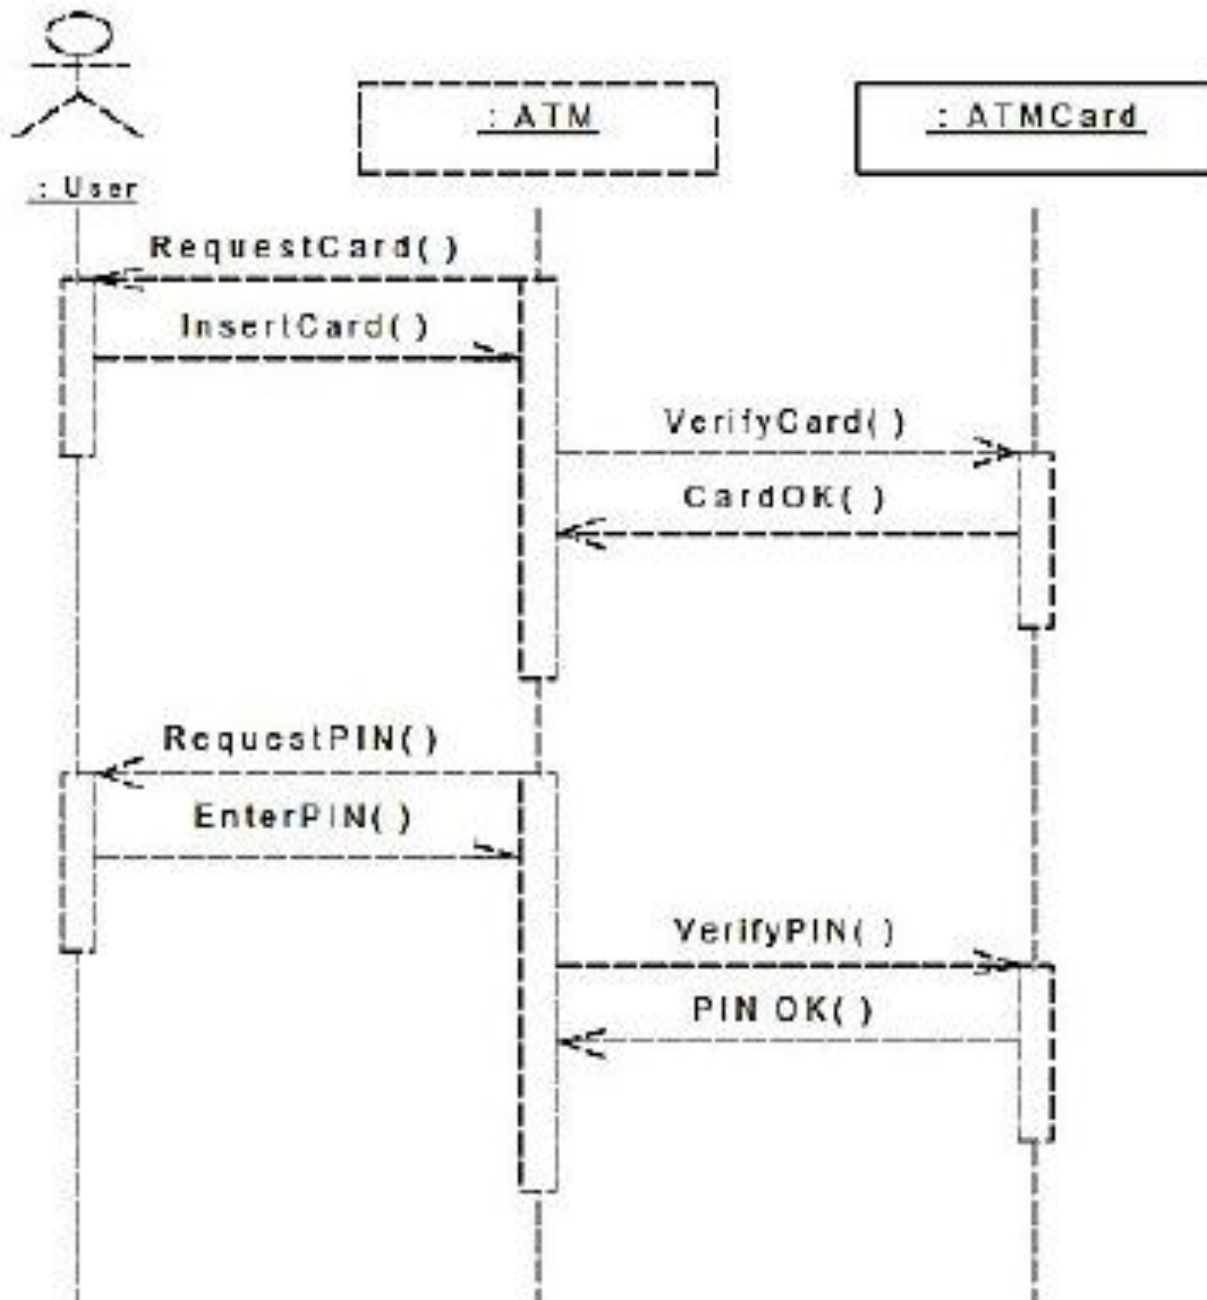 : ATM
: ATMCard
: User
RequestCard( )
InsertCard( )
VerifyCard( )
CardOK( )
RequestPIN( )
EnterPIN( )
VerifyPIN( )
PIN OK( )